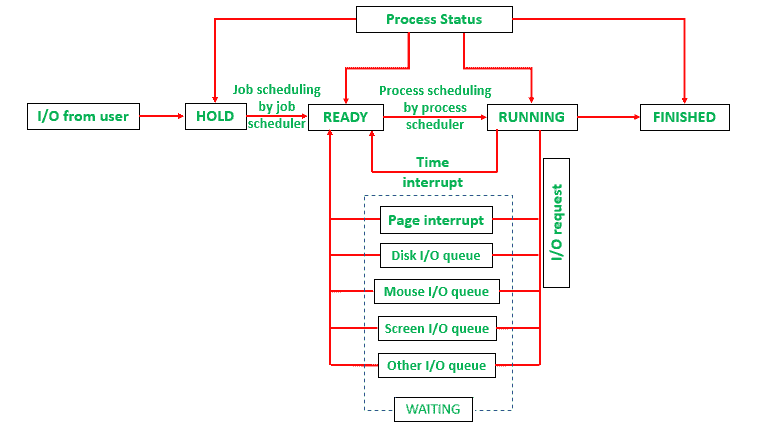 Process Status
Job scheduling
by job
scheduler
Process scheduling
by process
scheduler
I/O from user
HOLD
READY
RUNNING
FINISHED
Time
interrupt
I/O request
Page interrupt
Disk I/O queue
Mouse I/O queue
Screen I/O queue
Other I/O queue
WAITING